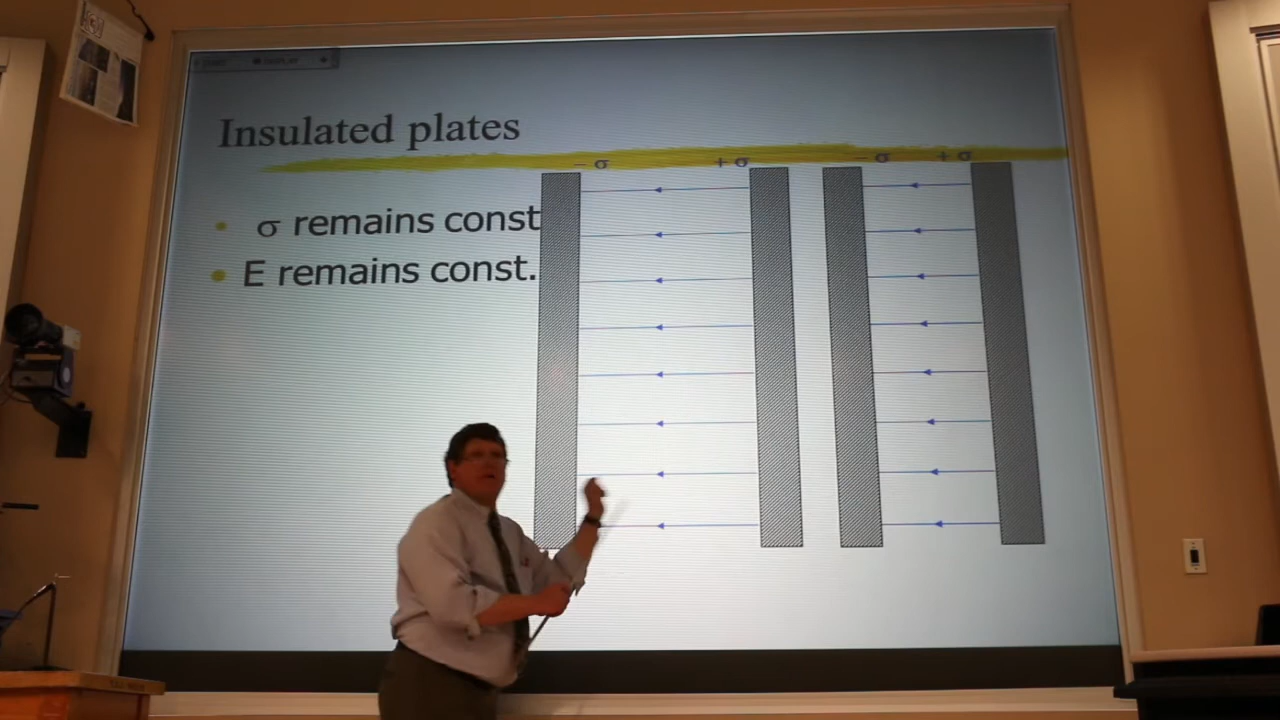 Insulated plates
− σ
+ σ
− σ
+ σ
σ remains const
E remains const.